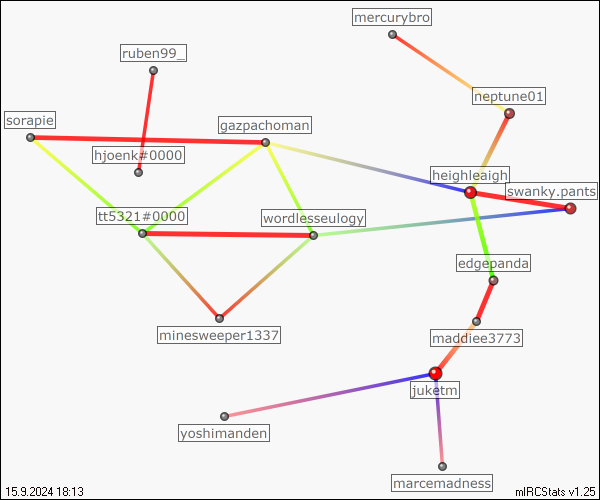 mercurybro
ruben99_
neptune01
sorapie
gazpachoman
hjoenk#0000
heighleaigh
swanky.pants
tt5321#0000
wordlesseulogy
edgepanda
minesweeper1337
maddiee3773
juketm
yoshimanden
marcemadness
15.9.2024 18:13
mIRCStats v1.25